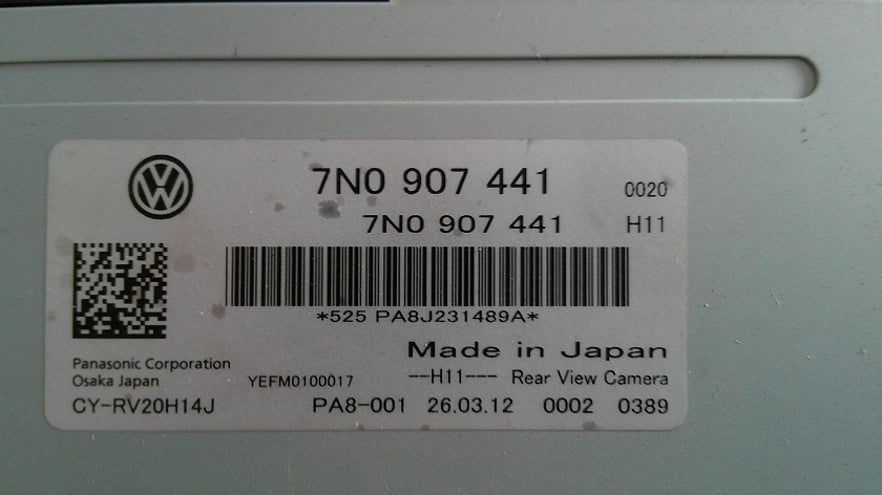 7N0 907 441 0020
7N0 907 441 H11
*525 PA8J231489A*
Made in Japan
Panasonic Corporation
Osaka Japan YEFM0100017 --H11--- Rear View Camera
CY-RV20H14J PA8-001 26.03.12 0002 0389